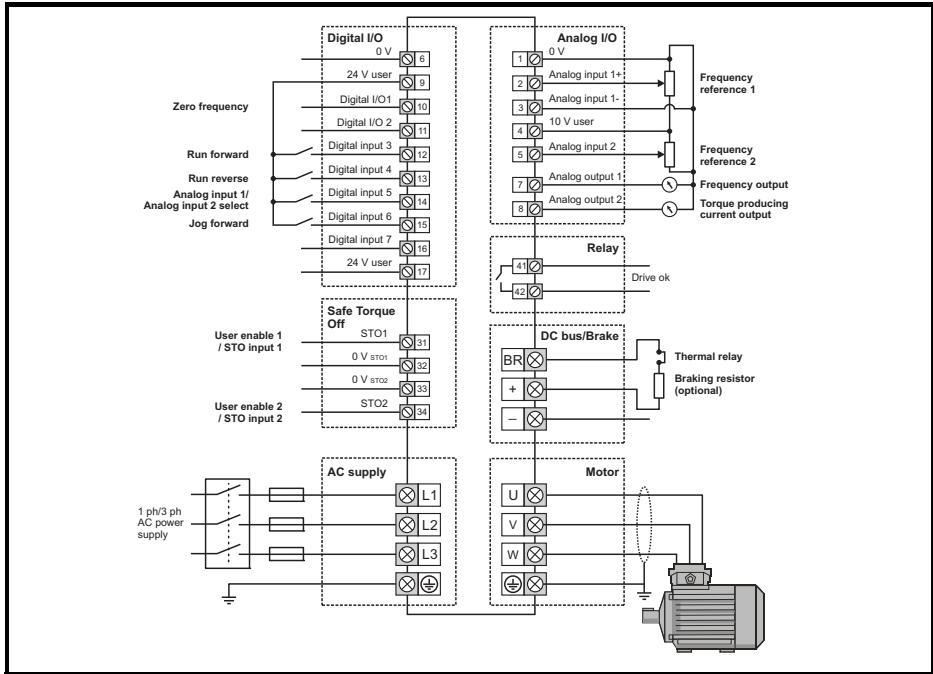 Digital I/O
0 V
6
24 V user
9
Zero frequency
Digital I/O1
10
Digital I/O 2
11
Run forward
Digital input 3
12
Run reverse
Digital input 4
13
Analog input 1/
Analog input 2 select
Digital input 5
14
Jog forward
Digital input 6
15
Digital input 7
16
24 V user
17
Analog I/O
1
0 V
2
Analog input 1+
Frequency
reference 1
3
Analog input 1-
4
10 V user
5
Analog input 2
Frequency
reference 2
7
Analog output 1
Frequency output
8
Analog output 2
Torque producing
current output
Relay
41
42
Drive ok
Safe Torque
Off
User enable 1
/ STO input 1
STO1
31
0 V STO1
32
0 V STO2
33
User enable 2
/ STO input 2
STO2
34
DC bus/Brake
BR
Thermal relay
+
Braking resistor
(optional)
–
AC supply
1 ph/3 ph
AC power
supply
L1
L2
L3
Motor
U
V
W